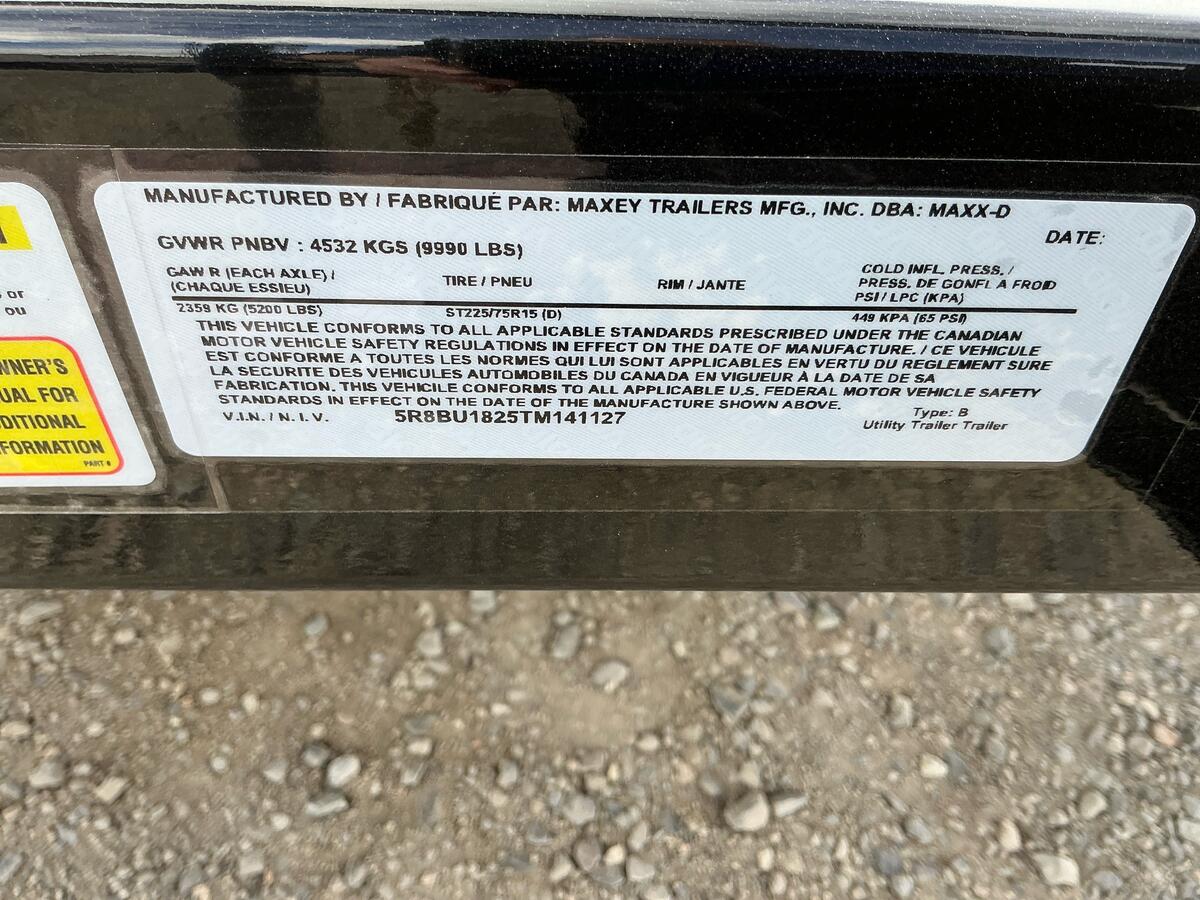 MANUFACTURED BY / FABRIQUÉ PAR: MAXEY TRAILERS MFG., INC. DBA: MAXX-D
DATE:
GVWR PNBV : 4532 KGS (9990 LBS)
GAWR (EACH AXLE) / (CHAQUE ESSIEU)
TIRE / PNEU
RIM / JANTE
COLD INFL. PRESS. / PRESS. DE GONFL A FROID PSI / LPC (KPA)
2359 KG (5200 LBS)
ST225/75R15 (D)
449 KPA (65 PSI)
THIS VEHICLE CONFORMS TO ALL APPLICABLE STANDARDS PRESCRIBED UNDER THE CANADIAN
MOTOR VEHICLE SAFETY REGULATIONS IN EFFECT ON THE DATE OF MANUFACTURE. / CE VEHICULE
EST CONFORME A TOUTES LES NORMES QUI LUI SONT APPLICABLES EN VERTU DU REGLEMENT SURE
LA SECURITE DES VEHICULES AUTOMOBILES DU CANADA EN VIGUEUR À LA DATE DE SA
FABRICATION. THIS VEHICILE CONFORMS TO ALL APPLICABLE U.S. FEDERAL MOTOR VEHICLE SAFETY
STANDARDS IN EFFECT ON THE DATE OF THE MANUFACTURE SHOWN ABOVE.
V.I.N. / N.I.V. 5R8BU1825TM141127
Type: B
Utility Trailer Trailer
or
ou
OWNER'S
FOR
PART #